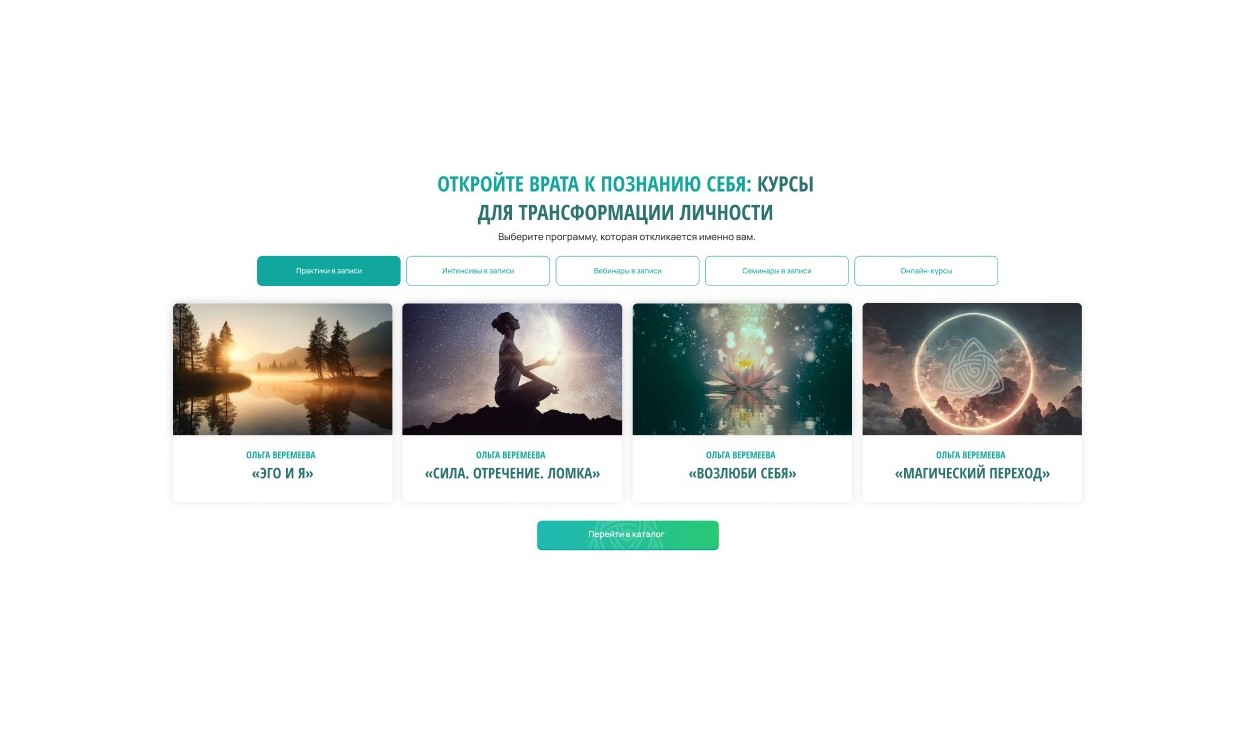 ОТКРОЙТЕ ВРАТА К ПОЗНАНИЮ СЕБЯ: КУРСЫ
ДЛЯ ТРАНСФОРМАЦИИ ЛИЧНОСТИ
Выберите программу, которая откликается именно вам.
Практики в записи
Интенсивы в записи
Вебинары в записи
Семинары в записи
Онлайн-курсы
ОЛЬГА ВЕРЕМЕЕВА
«ЭГО И Я»
ОЛЬГА ВЕРЕМЕЕВА
«СИЛА. ОТРЕЧЕНИЕ. ЛОМКА»
ОЛЬГА ВЕРЕМЕЕВА
«ВОЗЛЮБИ СЕБЯ»
ОЛЬГА ВЕРЕМЕЕВА
«МАГИЧЕСКИЙ ПЕРЕХОД»
Перейти в каталог